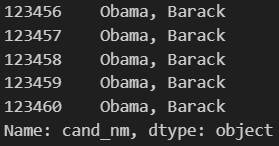 123456    Obama, Barack
123457    Obama, Barack
123458    Obama, Barack
123459    Obama, Barack
123460    Obama, Barack
Name: cand_nm, dtype: object